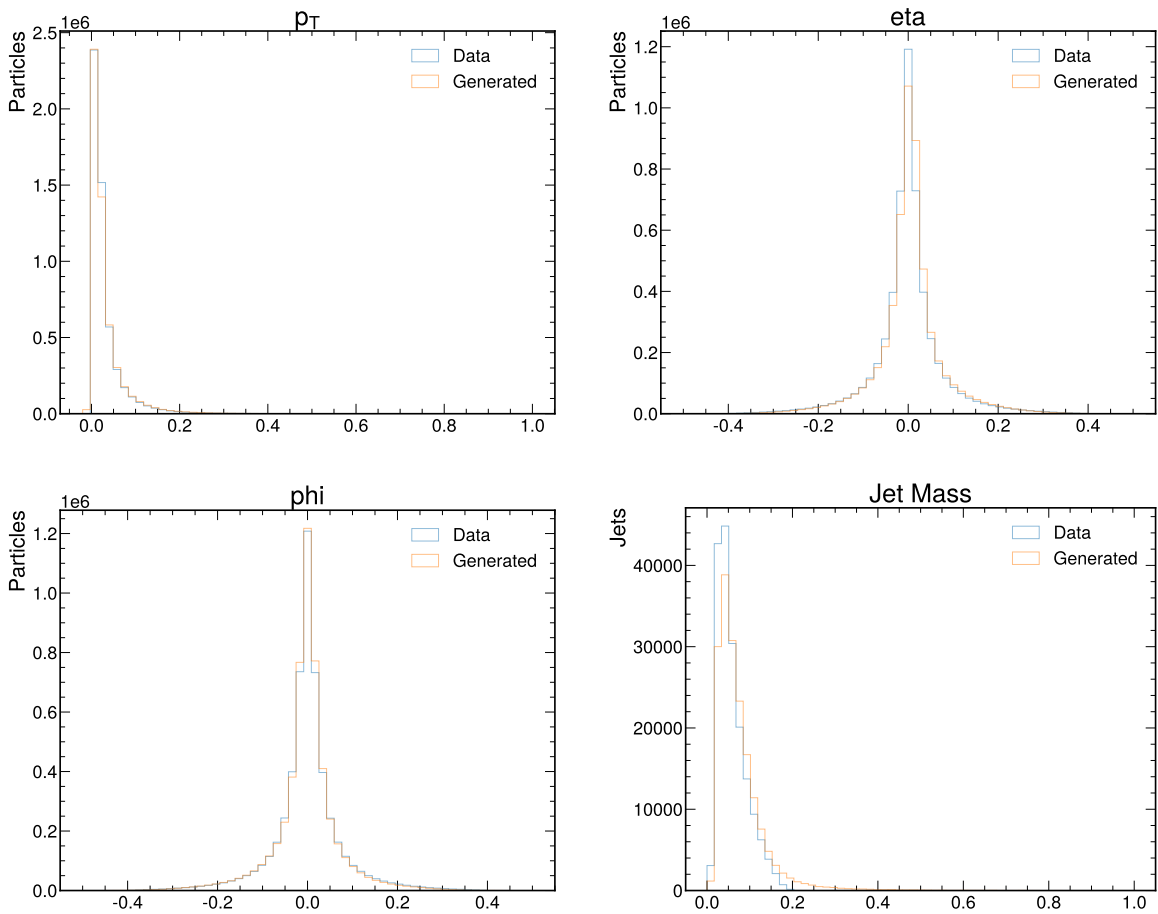 p_T
1e6
Particles
2.5
2.0
1.5
1.0
0.5
0.0
0.0 0.2 0.4 0.6 0.8 1.0
Data
Generated
eta
1e6
Particles
1.2
1.0
0.8
0.6
0.4
0.2
0.0
-0.4 -0.2 0.0 0.2 0.4
Data
Generated
phi
1e6
Particles
1.2
1.0
0.8
0.6
0.4
0.2
0.0
-0.4 -0.2 0.0 0.2 0.4
Data
Generated
Jet Mass
Jets
40000
30000
20000
10000
0
0.0 0.2 0.4 0.6 0.8 1.0
Data
Generated